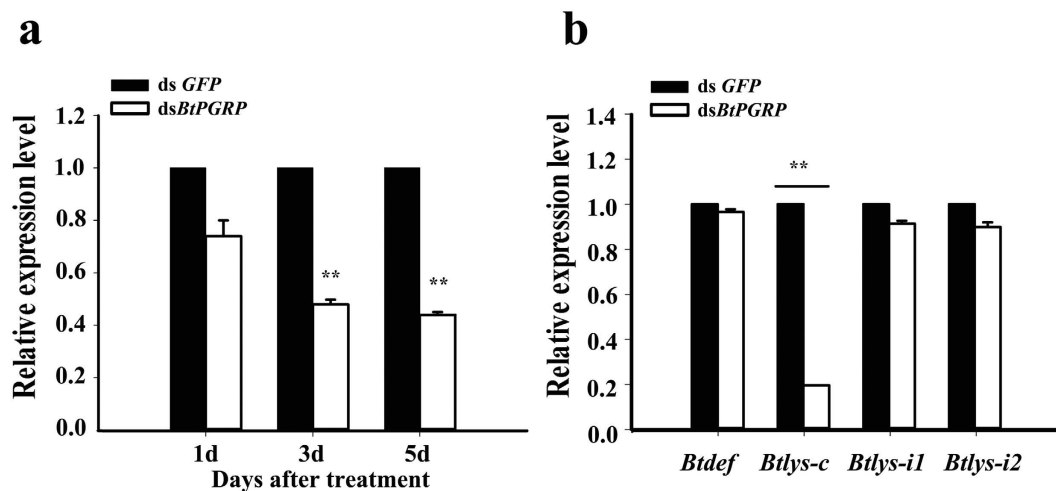 a
ds GFP
dsBtPGRP
Relative expression level
1.2
1.0
0.8
0.6
0.4
0.2
0.0
**
**
1d 3d 5d
Days after treatment
b
ds GFP
dsBtPGRP
Relative expression level
1.4
1.4
1.0
0.8
0.6
0.4
0.2
0.0
**
Btdef Btlys-c Btlys-i1 Btlys-i2